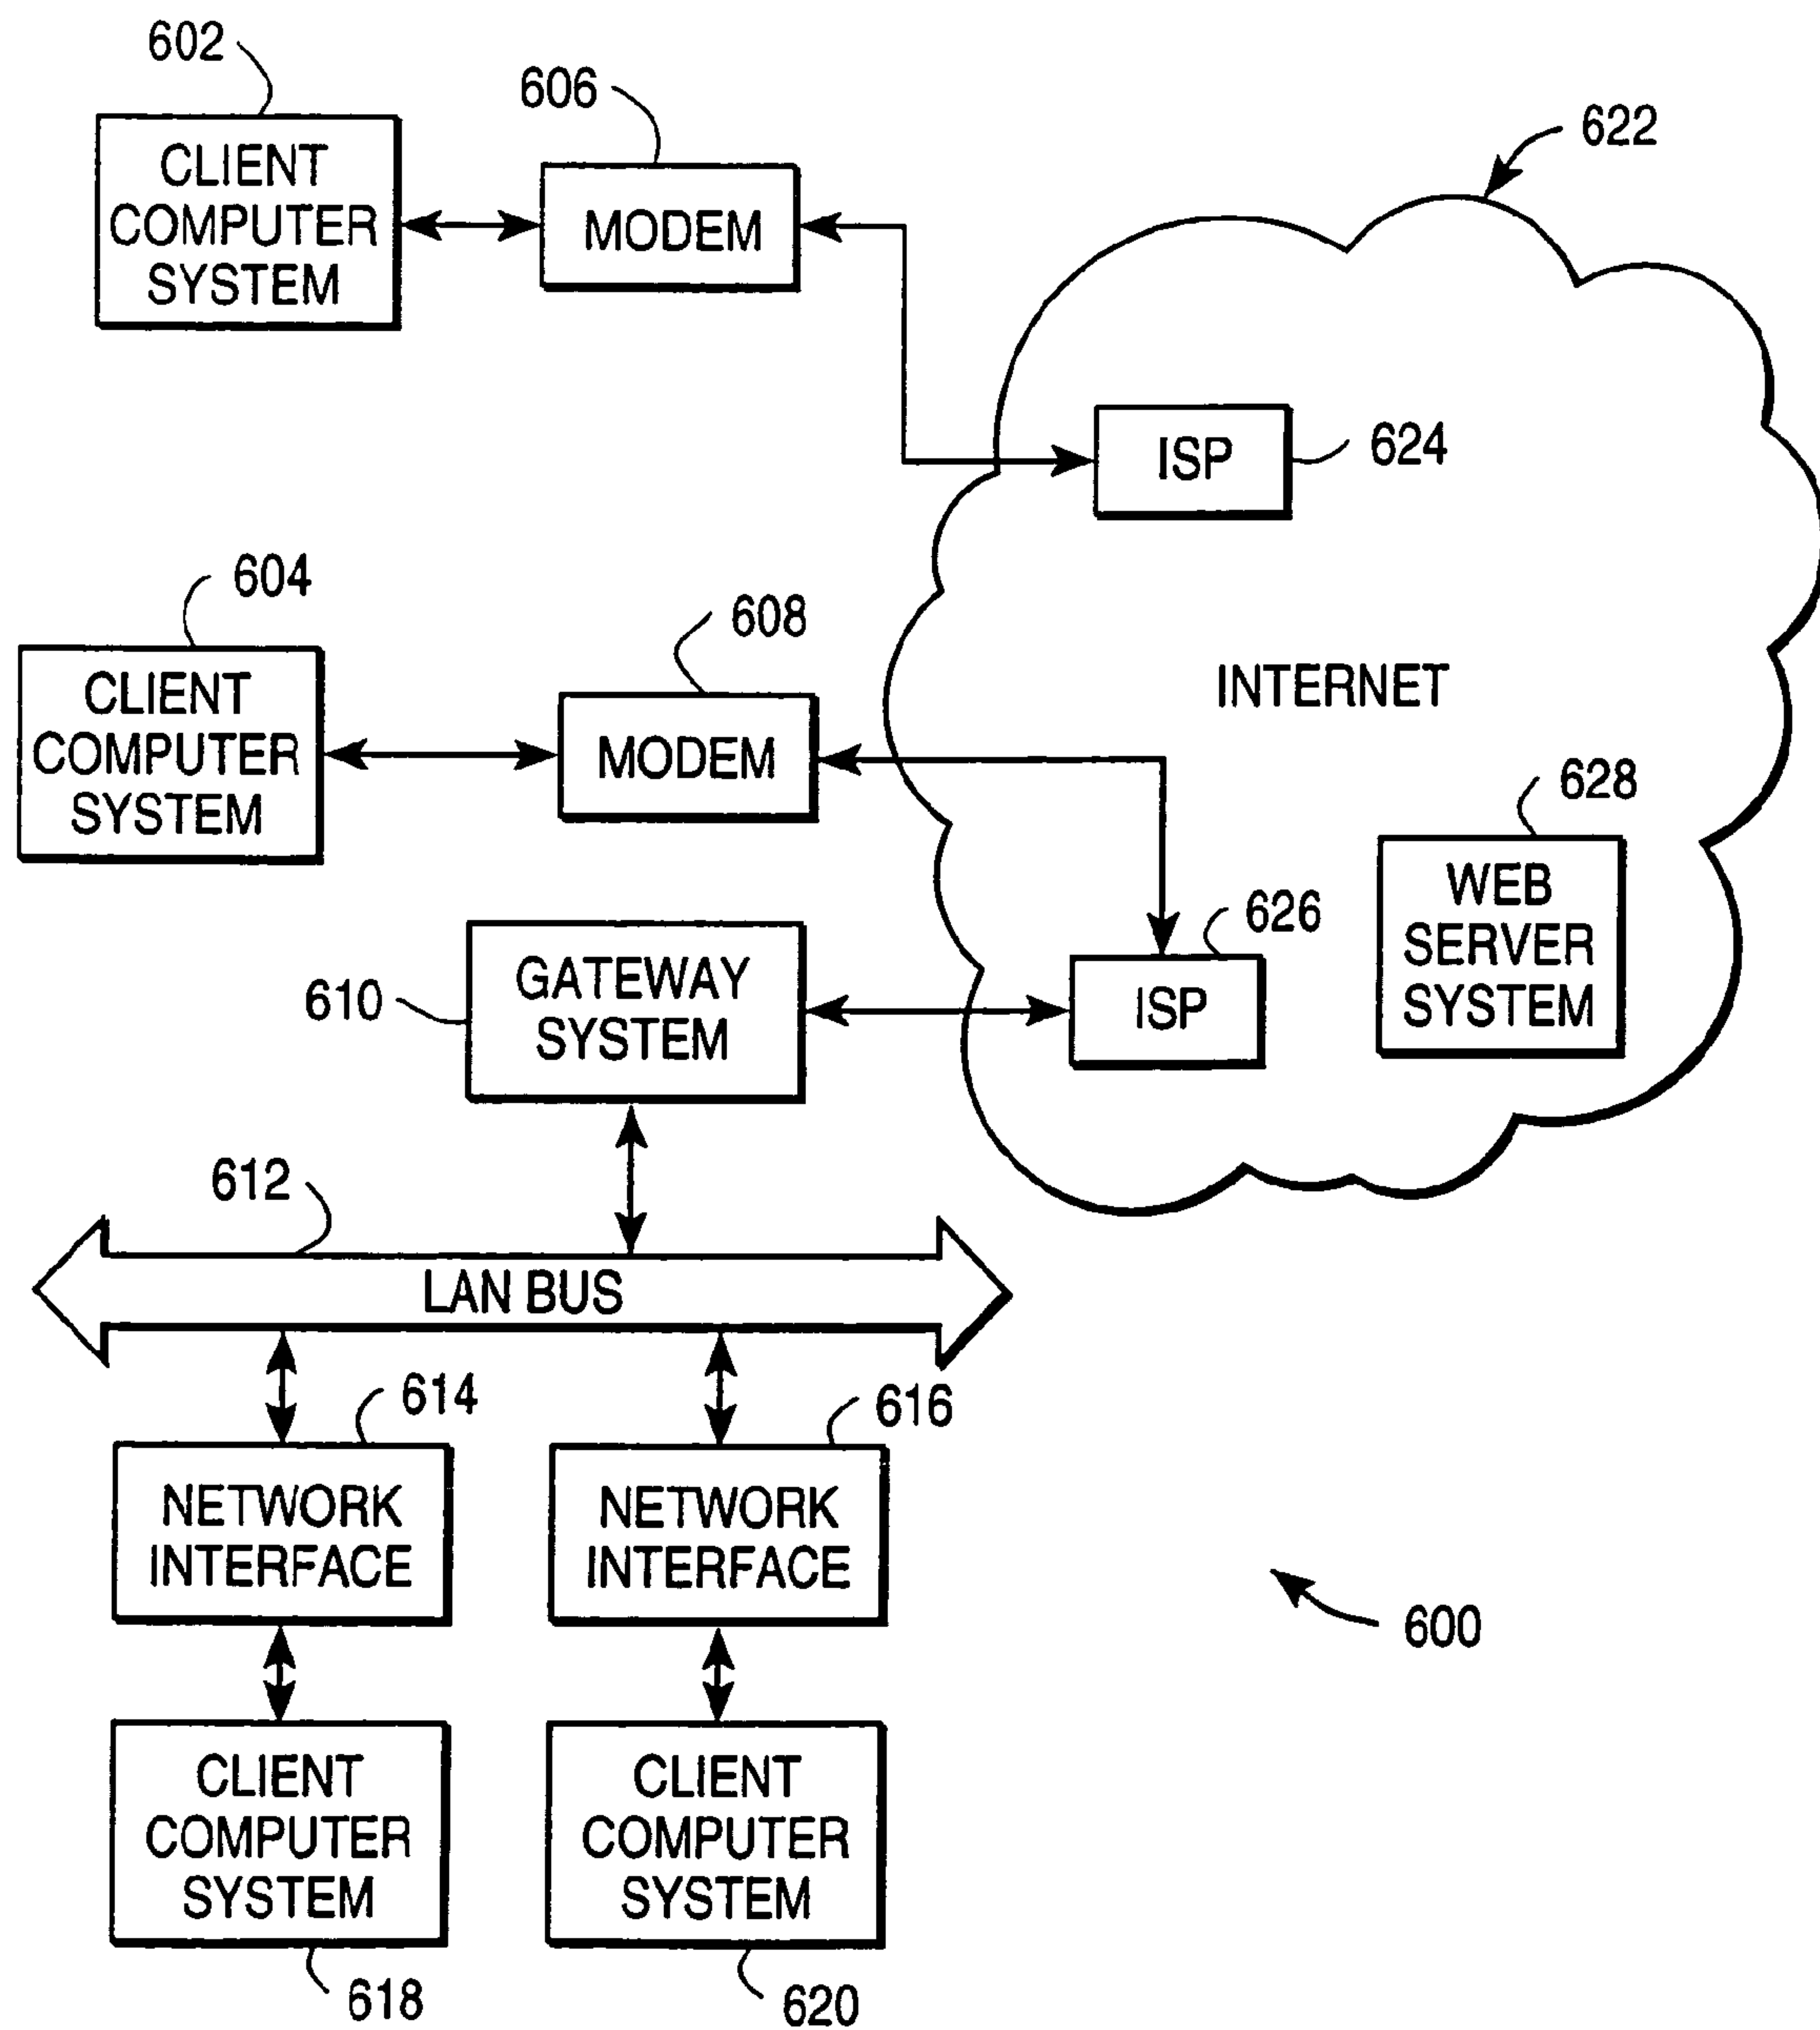 602
606
622
CLIENT
COMPUTER
SYSTEM
MODEM
ISP
624
604
608
CLIENT
COMPUTER
SYSTEM
MODEM
INTERNET
628
WEB
SERVER
SYSTEM
626
ISP
610
GATEWAY
SYSTEM
612
LAN BUS
614
616
NETWORK
INTERFACE
NETWORK
INTERFACE
600
CLIENT
COMPUTER
SYSTEM
CLIENT
COMPUTER
SYSTEM
618
620